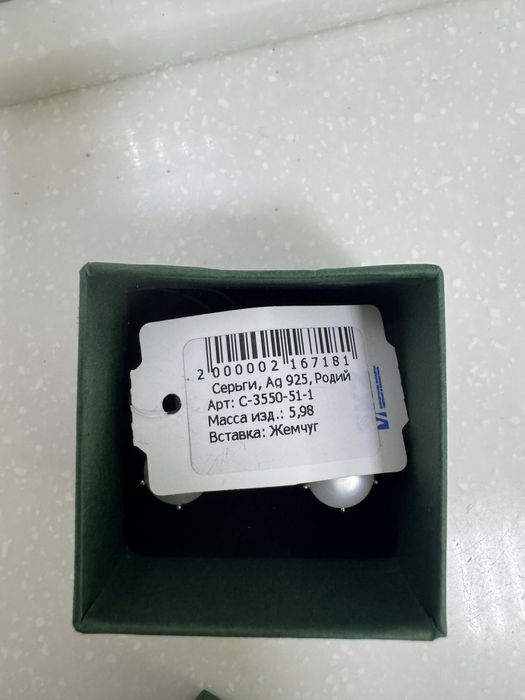 2 000002 167181
Серьги, Ag 925, Родий
Арт: С-3550-51-1
Масса изд.: 5,98
Вставка: Жемчуг